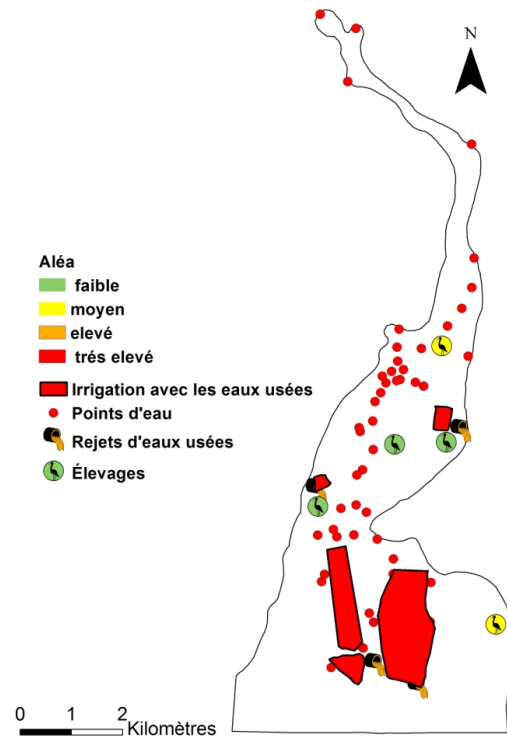 N
Aléa
faible
moyen
elevé
trés elevé
Irrigation avec les eaux usées
Points d'eau
Rejets d'eaux usées
Élevages
0 1 2
Kilomètres